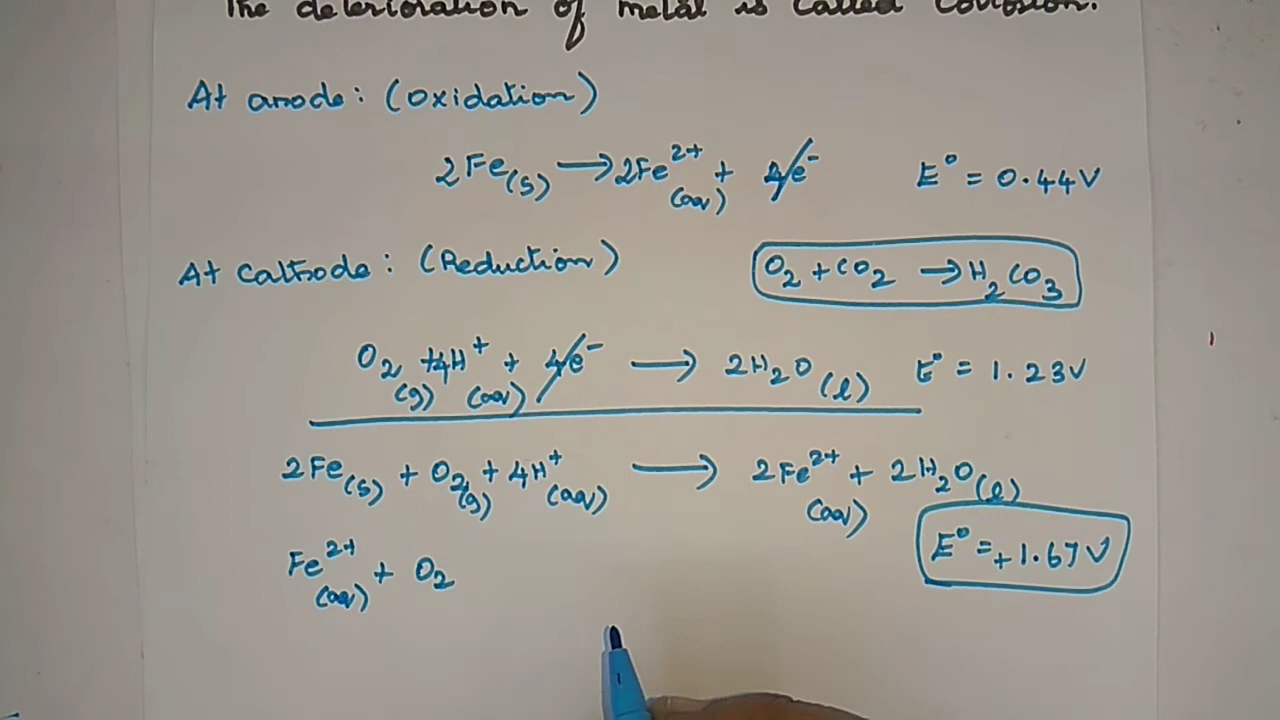 The deterioration of metal is called corrosion.
At anode: (Oxidation)
2Fe(s) → 2Fe²⁺(aq) + 4e⁻ E° = 0.44V
At Cathode: (Reduction)
O₂ + CO₂ → H₂CO₃
O₂(g) + 4H⁺(aq) + 4e⁻ → 2H₂O(l) E° = 1.23V
2Fe(s) + O₂(g) + 4H⁺(aq) → 2Fe²⁺(aq) + 2H₂O(l)
E° = +1.67V
Fe²⁺(aq) + O₂